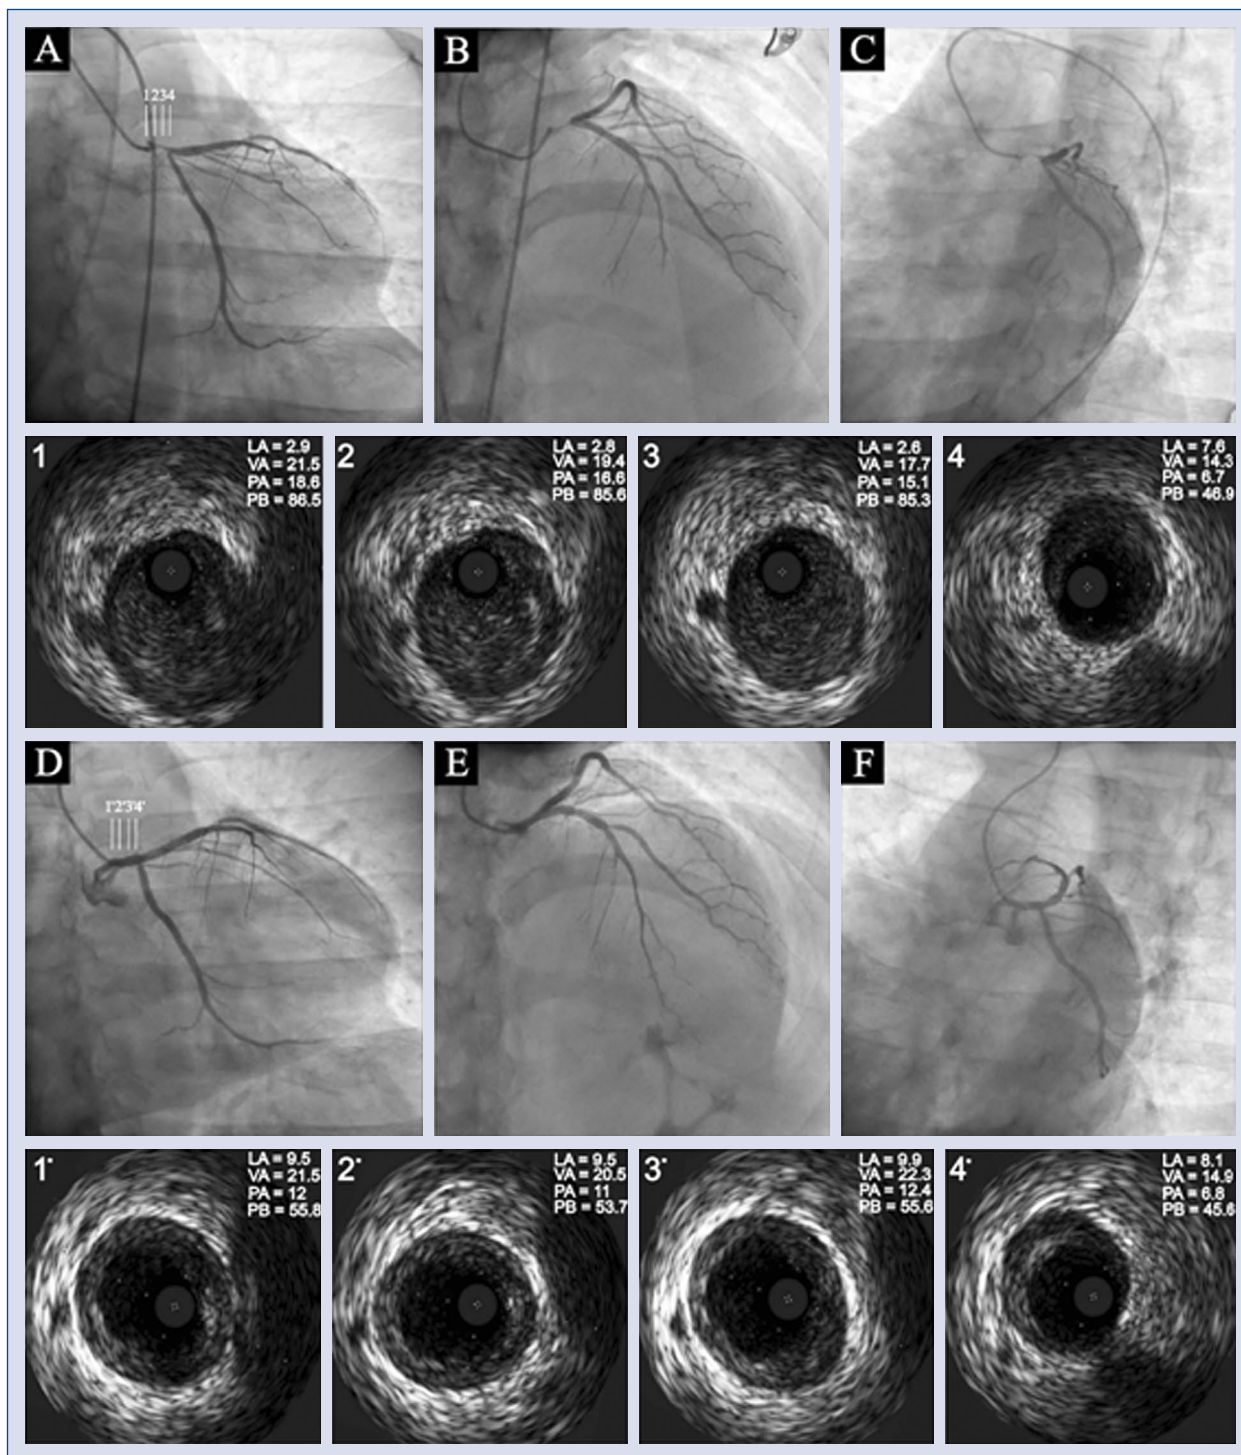 A
1234
B
C
1
LA = 2.9
VA = 21.5
PA = 18.6
PB = 86.5
2
LA = 2.8
VA = 19.4
PA = 16.6
PB = 85.6
3
LA = 2.6
VA = 17.7
PA = 15.1
PB = 85.3
4
LA = 7.6
VA = 14.3
PA = 6.7
PB = 46.9
D
1'2'3'4'
E
F
1'
LA = 9.5
VA = 21.5
PA = 12
PB = 55.8
2'
LA = 9.5
VA = 20.5
PA = 11
PB = 53.7
3'
LA = 9.9
VA = 22.3
PA = 12.4
PB = 55.6
4'
LA = 8.1
VA = 14.9
PA = 6.8
PB = 45.6